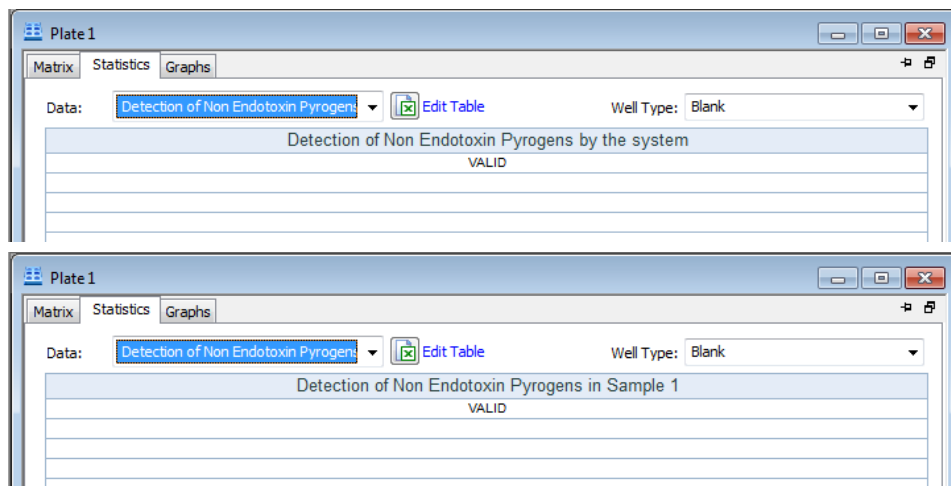 Plate 1
Matrix Statistics Graphs
Data: Detection of Non Endotoxin Pyrogens Edit Table Well Type: Blank
Detection of Non Endotoxin Pyrogens by the system
VALID
Plate 1
Matrix Statistics Graphs
Data: Detection of Non Endotoxin Pyrogens Edit Table Well Type: Blank
Detection of Non Endotoxin Pyrogens in Sample 1
VALID